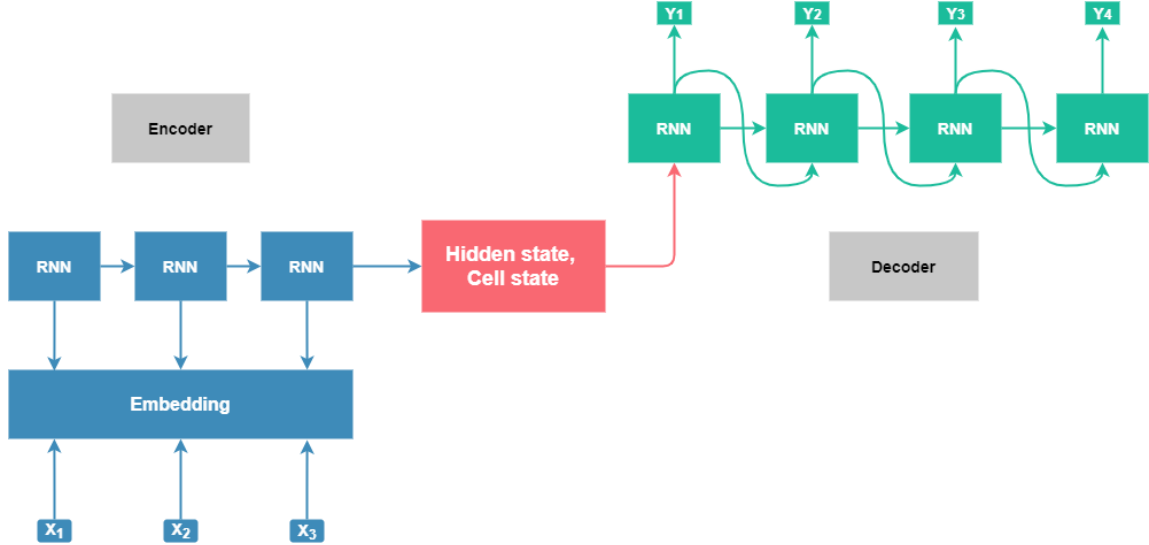 Y1
Y2
Y3
Y4
Encoder
RNN
RNN
RNN
RNN
RNN
RNN
RNN
Hidden state,
Cell state
Decoder
Embedding
X1
X2
X3